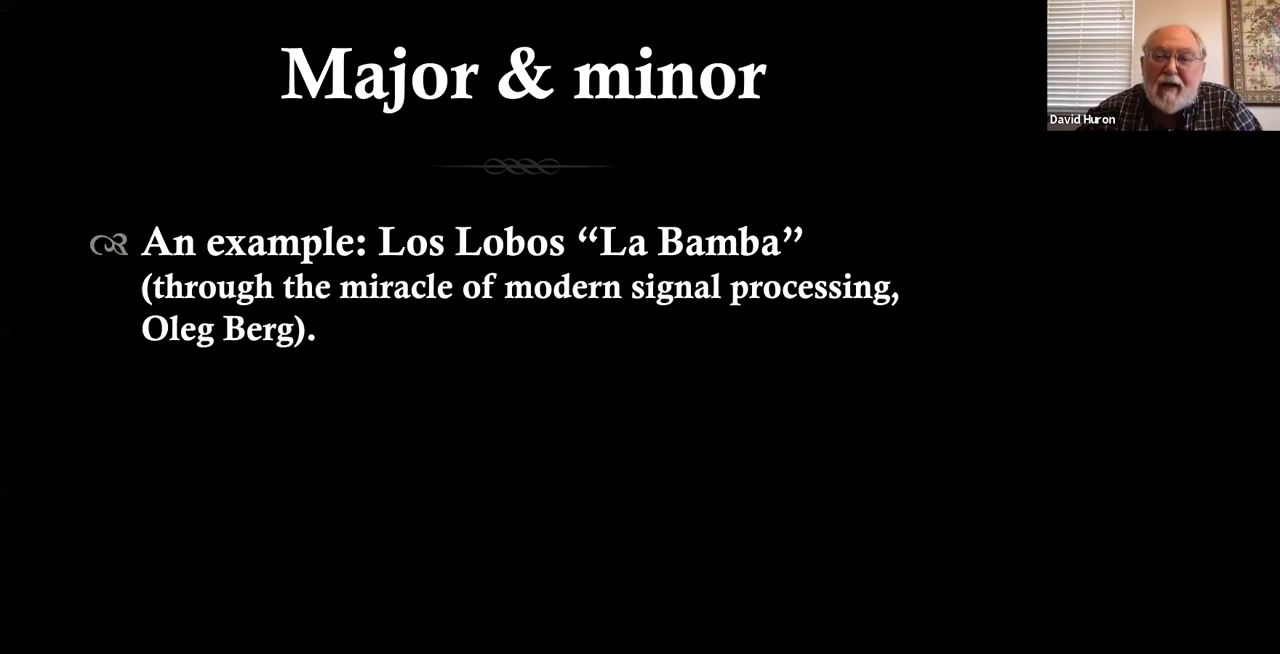 Major & minor
David Huron
An example: Los Lobos “La Bamba”
(through the miracle of modern signal processing,
Oleg Berg).